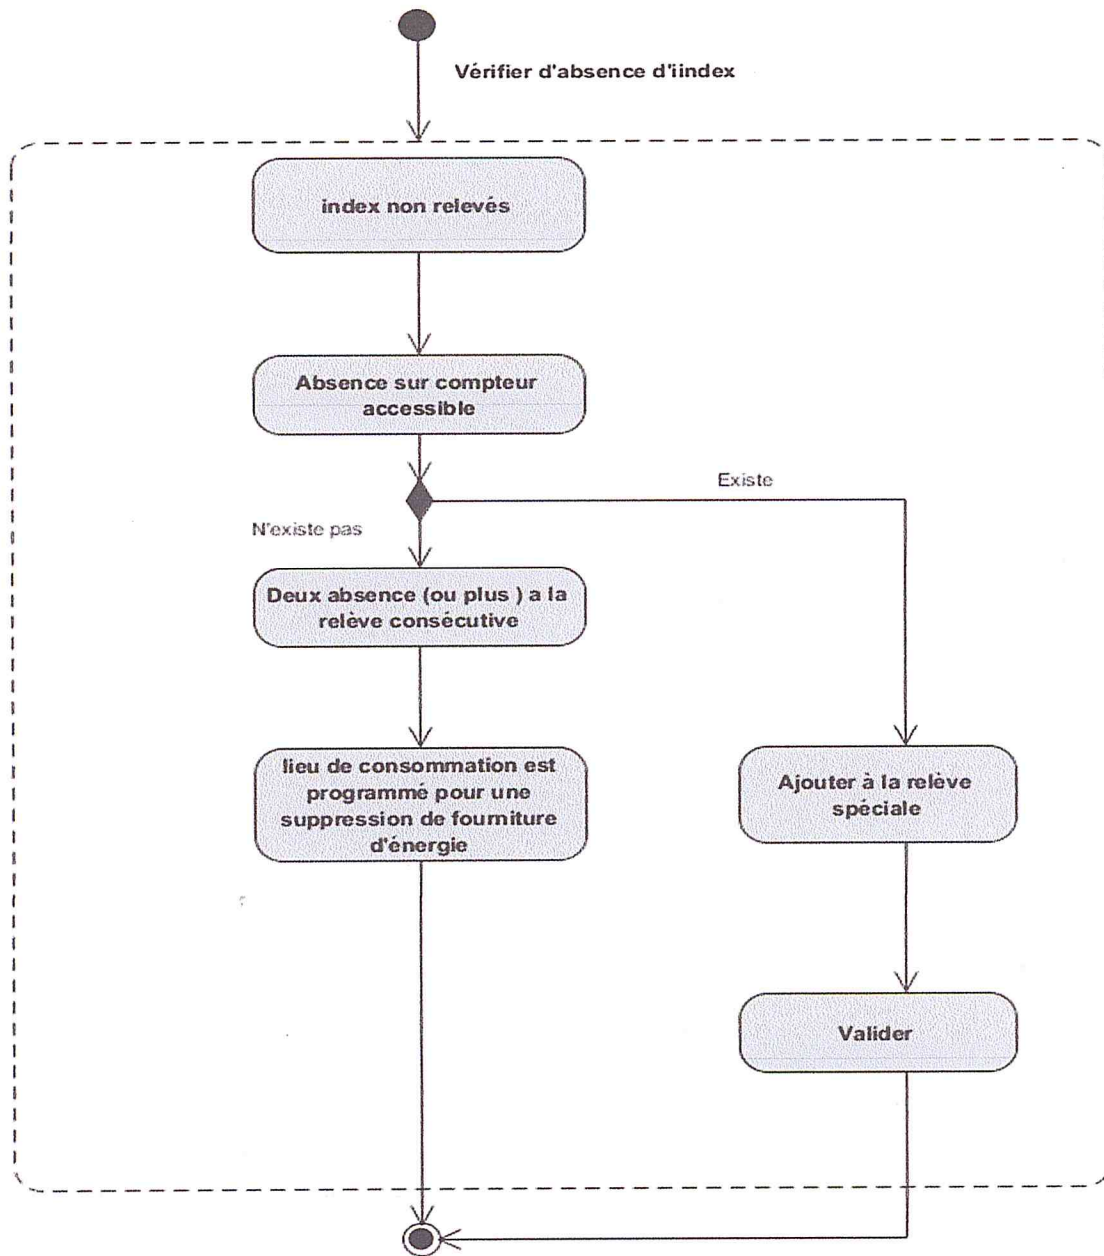 Vérifier d'absence d'iindex
index non relevés
Absence sur compteur
accessible
Existe
N'existe pas
Deux absence (ou plus ) a la
relève consécutive
lieu de consommation est
programmé pour une
suppression de fourniture
d'énergie
Ajouter à la relève
spéciale
Valider